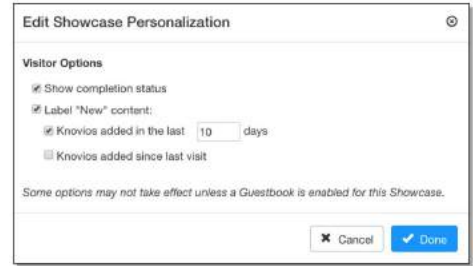 Edit Showcase Personalization
Visitor Options
Show completion status
Label "New" content:
Knovios added in the last 10 days
Knovios added since last visit
Some options may not take effect unless a Guestbook is enabled for this Showcase.
Cancel Done